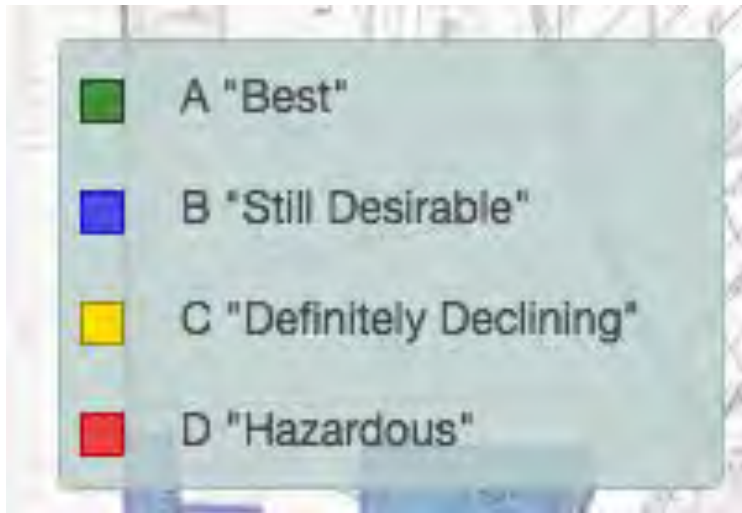 A "Best"
B "Still Desirable"
C "Definitely Declining"
D "Hazardous"